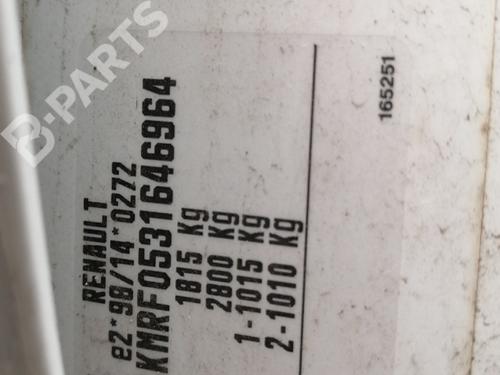 B-PARTS
RENAULT
e2*98/14*0272
KMRF0531646964
1815 Kg
2800 Kg
1-1015 Kg
2-1010 Kg
165251